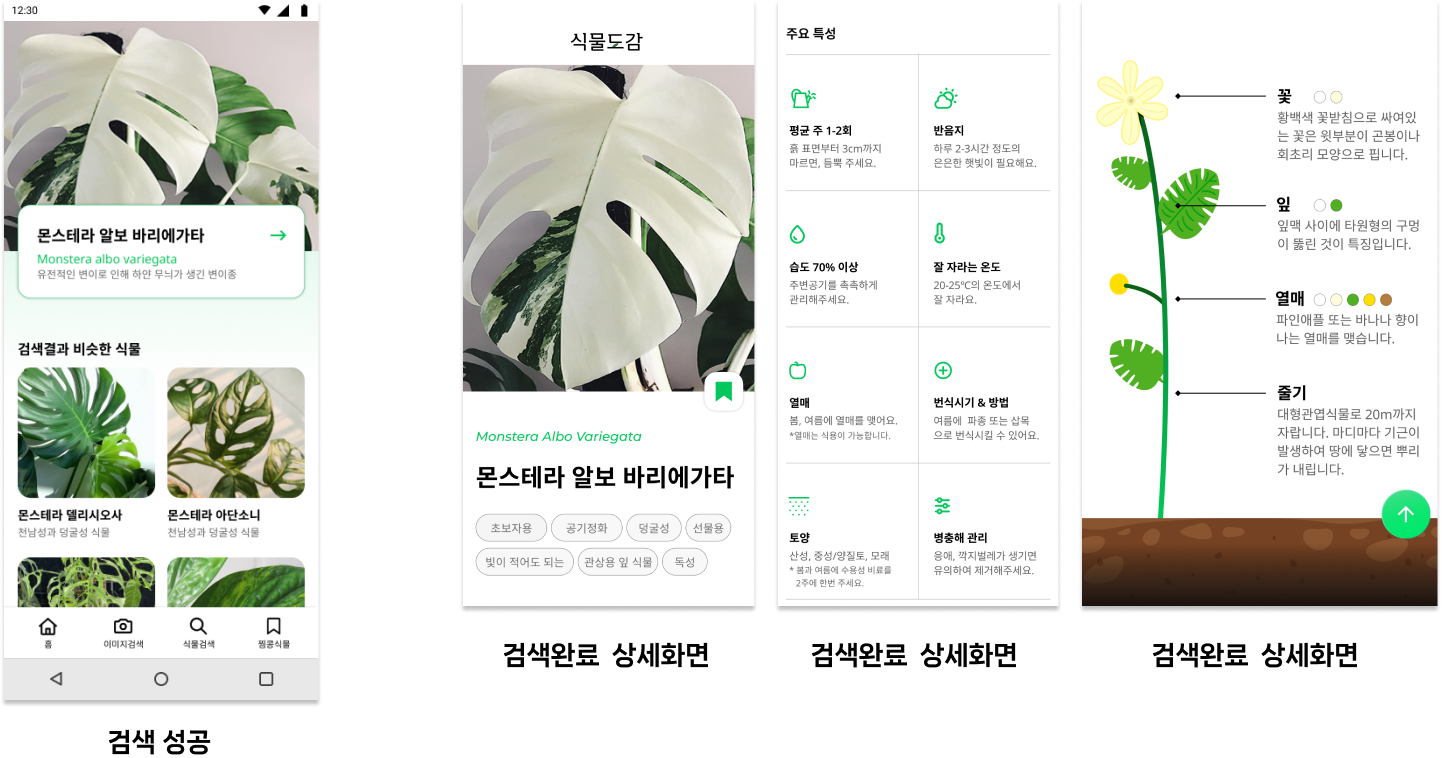 12:30
몬스테라 알보 바리에가타
Monstera albo variegata
유전적인 변이로 인해 하얀 무늬가 생긴 변이종
검색결과 비슷한 식물
몬스테라 델리시오사
천남성과 덩굴성 식물
몬스테라 아단소니
천남성과 덩굴성 식물
홈
이미지검색
식물검색
찜콩식물
검색 성공
식물도감
Monstera Albo Variegata
몬스테라 알보 바리에가타
초보자용
공기정화
덩굴성
선물용
빛이 적어도 되는
관상용 잎 식물
독성
검색완료 상세화면
주요 특성
평균 주 1-2회
흙 표면부터 3cm까지
마르면, 듬뿍 주세요.
반음지
하루 2-3시간 정도의
은은한 햇빛이 필요해요.
습도 70% 이상
주변공기를 촉촉하게
관리해주세요.
잘 자라는 온도
20-25℃의 온도에서
잘 자라요.
열매
봄, 여름에 열매를 맺어요.
*열매는 식용이 가능합니다.
번식시기 & 방법
여름에 파종 또는 삽목
으로 번식시킬 수 있어요.
토양
산성, 중성/양질토, 모래
* 봄과 여름에 수용성 비료를
2주에 한번 주세요.
병충해 관리
응애, 깍지벌레가 생기면
유의하여 제거해주세요.
검색완료 상세화면
꽃
황백색 꽃받침으로 싸여있
는 꽃은 윗부분이 곤봉이나
회초리 모양으로 핍니다.
잎
잎맥 사이에 타원형의 구멍
이 뚫린 것이 특징입니다.
열매
파인애플 또는 바나나 향이
나는 열매를 맺습니다.
줄기
대형관엽식물로 20m까지
자랍니다. 마디마다 기근이
발생하여 땅에 닿으면 뿌리
가 내립니다.
검색완료 상세화면